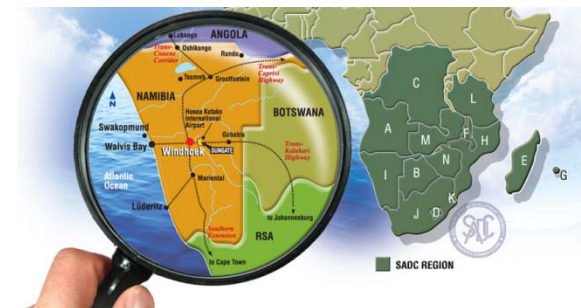 Lubango
ANGOLA
Trans-
Cunene
Corridor
Oshikango
Rundu
Trans-
Caprivi
Highway
Tsumeb
Grootfontein
N
NAMIBIA
Hosea Kutako
International
Airport
BOTSWANA
Swakopmund
Walvis Bay
Windhoek
SUNGATE
Gobabis
Trans-
Kalahari
Highway
Atlantic
Ocean
Mariental
Lüderitz
to Johannesburg
Southern
Extension
RSA
to Cape Town
C
L
A
M
F
H
E
G
N
I
B
K
J
D
SADC
SADC REGION